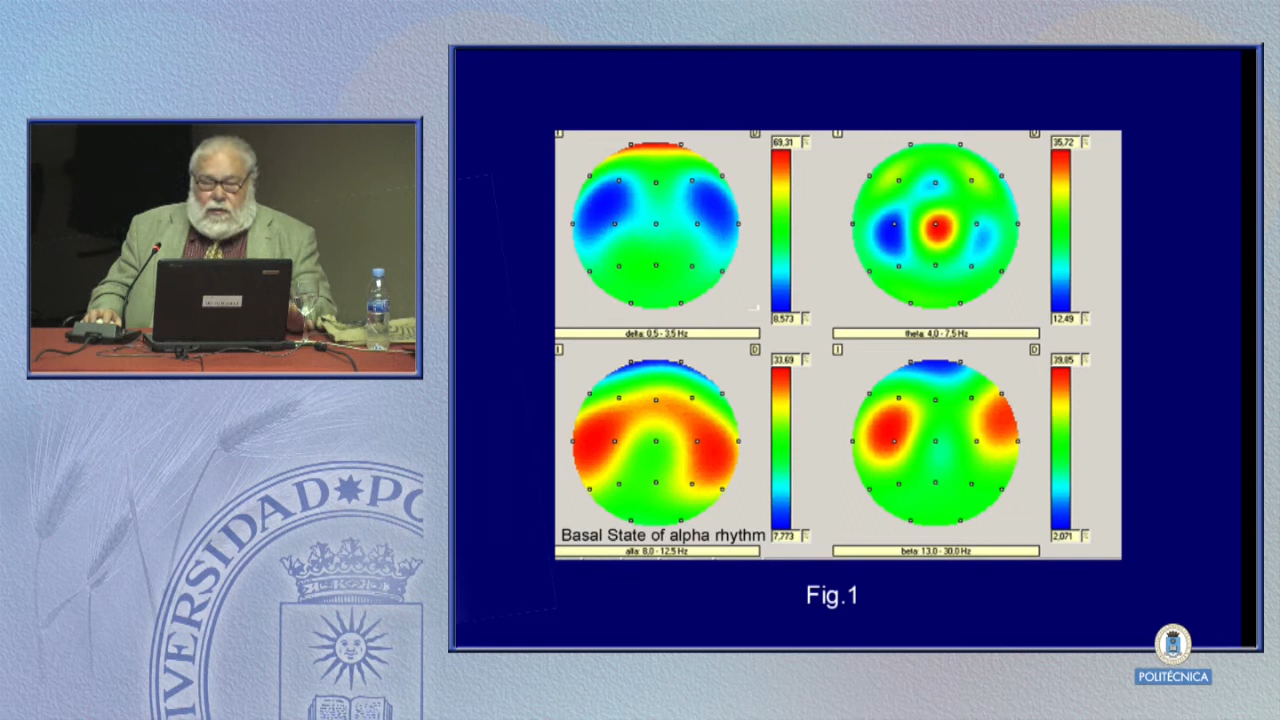 I D
69,31 %
8,573 %
delta: 0.5 - 3.5 Hz
I D
35,72 %
12,49 %
theta: 4.0 - 7.5 Hz
I D
33,69 %
Basal State of alpha rhythm
7,773 %
alfa: 8.0 - 12.5 Hz
I D
39,85 %
2,071 %
beta: 13.0 - 30.0 Hz
Fig.1
IVERSIDAD PO
POLITÉCNICA